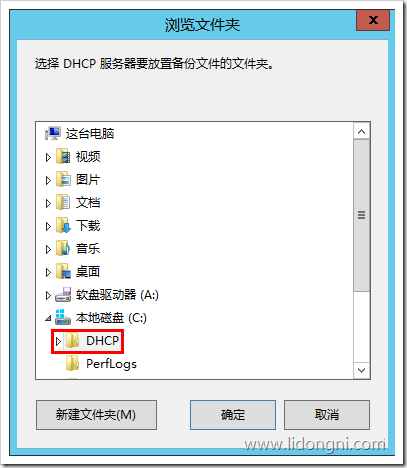 浏览文件夹
选择 DHCP 服务器要放置备份文件的文件夹。
这台电脑
视频
图片
文档
下载
音乐
桌面
软盘驱动器 (A:)
本地磁盘 (C:)
DHCP
PerfLogs
新建文件夹(M)
确定
取消
www.lidongni.com